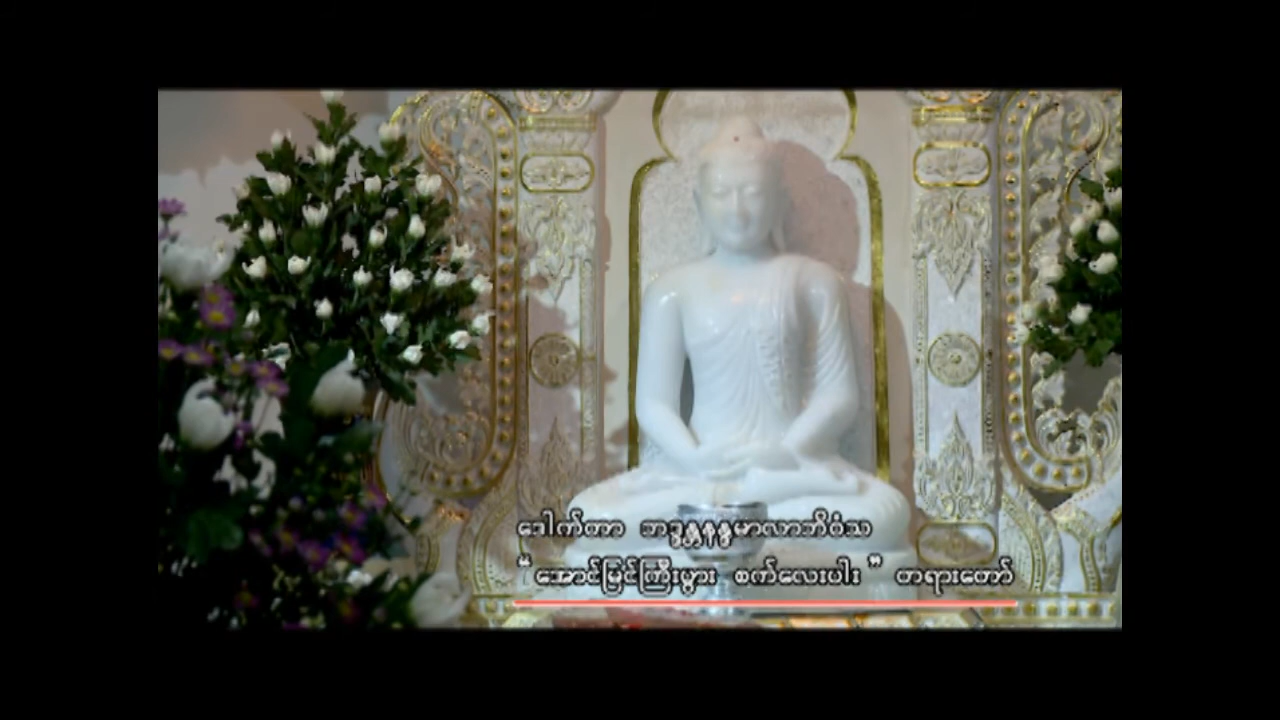 ဒေါက်တာ ဘဒ္ဒန္တနန္ဒမာလာဘိဝံသ
“အောင်မြင်ကြီးပွား စက်လေးပါး” တရားတော်